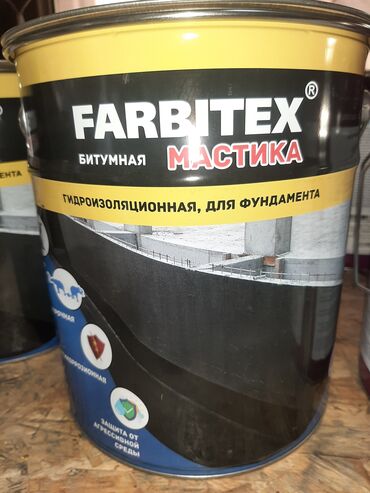 FARBITEX®
БИТУМНАЯ МАСТИКА
ГИДРОИЗОЛЯЦИОННАЯ, ДЛЯ ФУНДАМЕНТА
ЗАЩИТА ОТ
АГРЕССИВНОЙ
СРЕДЫ